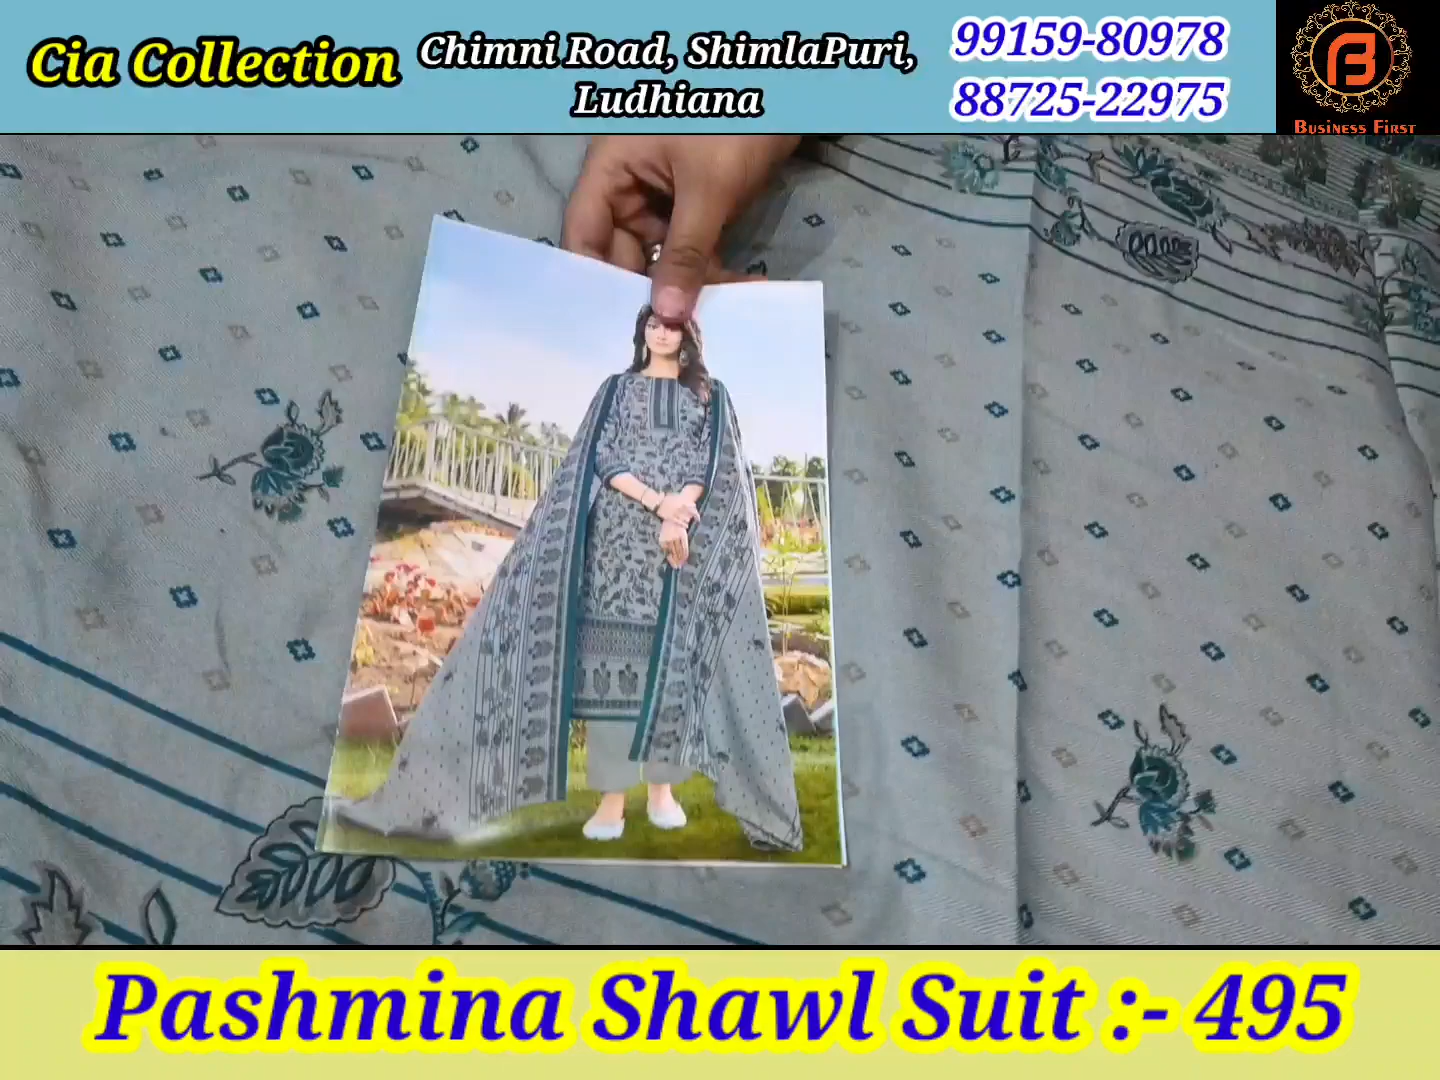 Cia Collection
Chimni Road, ShimlaPuri,
Ludhiana
99159-80978
88725-22975
Business First
Pashmina Shawl Suit :- 495